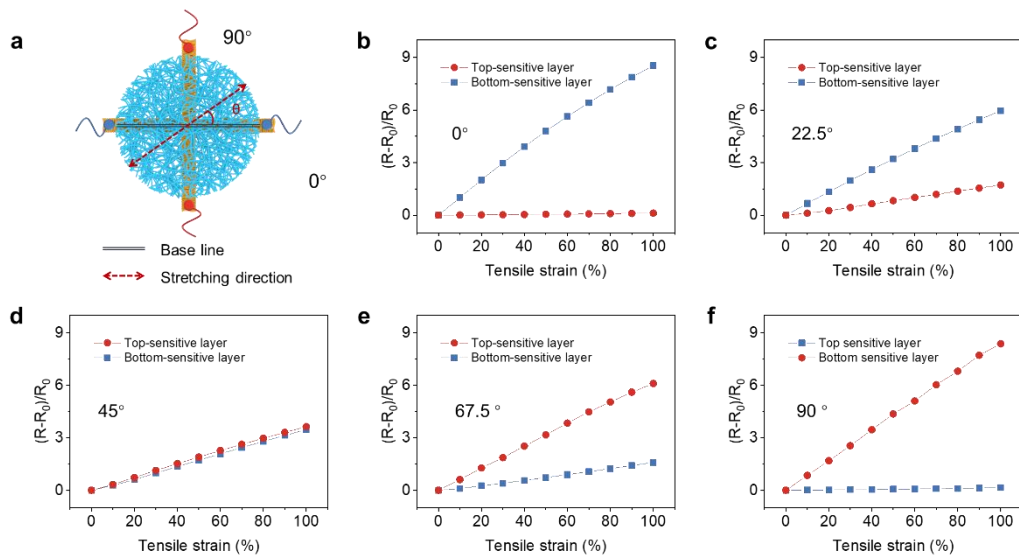 a
90°
θ
0°
Base line
Stretching direction
b
(R-R₀)/R₀
9
6
3
0
Top-sensitive layer
Bottom-sensitive layer
0°
0 20 40 60 80 100
Tensile strain (%)
c
(R-R₀)/R₀
9
6
3
0
Top-sensitive layer
Bottom-sensitive layer
22.5°
0 20 40 60 80 100
Tensile strain (%)
d
(R-R₀)/R₀
9
6
3
0
Top-sensitive layer
Bottom-sensitive layer
45°
0 20 40 60 80 100
Tensile strain (%)
e
(R-R₀)/R₀
9
6
3
0
Top-sensitive layer
Bottom-sensitive layer
67.5°
0 20 40 60 80 100
Tensile strain (%)
f
(R-R₀)/R₀
9
6
3
0
Top sensitive layer
Bottom sensitive layer
90 °
0 20 40 60 80 100
Tensile strain (%)